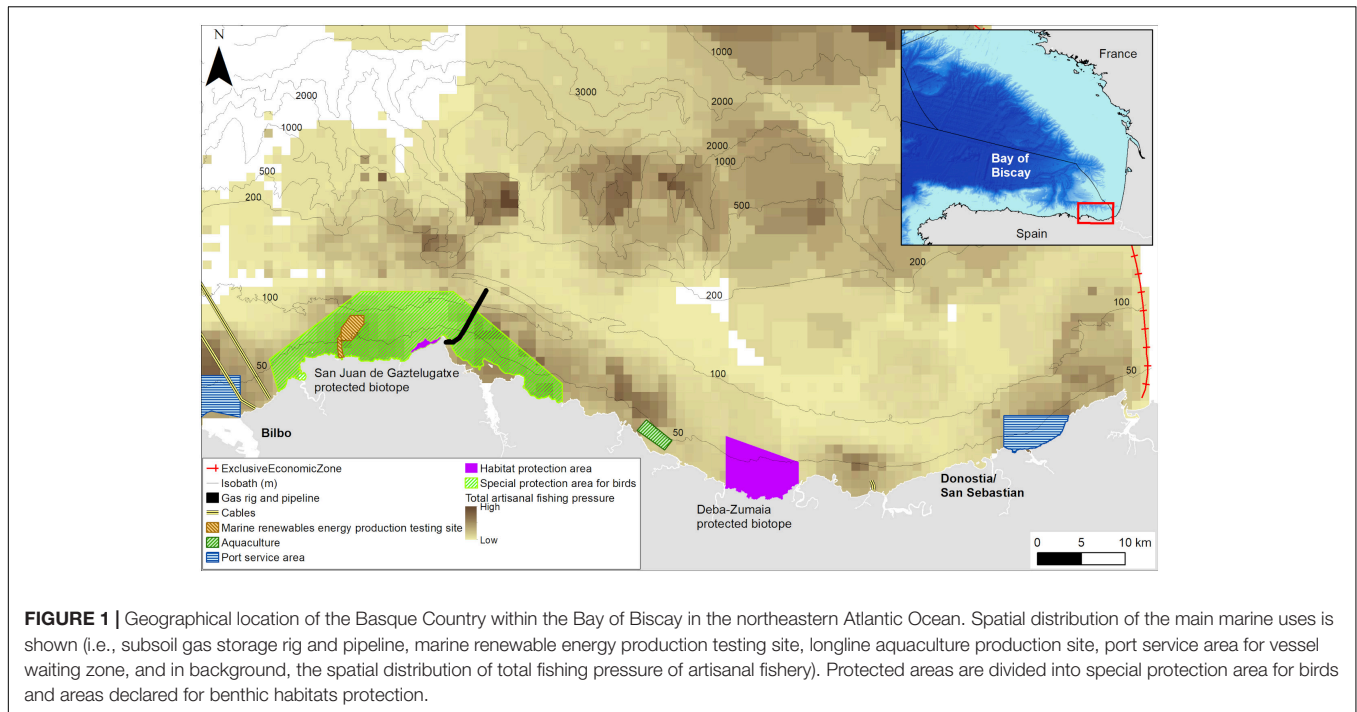 N
1000
2000
1000
500
200
3000
2000
2000
1000
500
200
200
100
100
100
50
50
50
France
Bay of
Biscay
Spain
San Juan de Gaztelugatxe
protected biotope
Bilbo
Deba-Zumaia
protected biotope
Donostia/
San Sebastian
ExclusiveEconomicZone
Isobath (m)
Gas rig and pipeline
Cables
Marine renewables energy production testing site
Aquaculture
Port service area
Habitat protection area
Special protection area for birds
Total artisanal fishing pressure
High
Low
0 5 10 km
FIGURE 1 | Geographical location of the Basque Country within the Bay of Biscay in the northeastern Atlantic Ocean. Spatial distribution of the main marine uses is
shown (i.e., subsoil gas storage rig and pipeline, marine renewable energy production testing site, longline aquaculture production site, port service area for vessel
waiting zone, and in background, the spatial distribution of total fishing pressure of artisanal fishery). Protected areas are divided into special protection area for birds
and areas declared for benthic habitats protection.